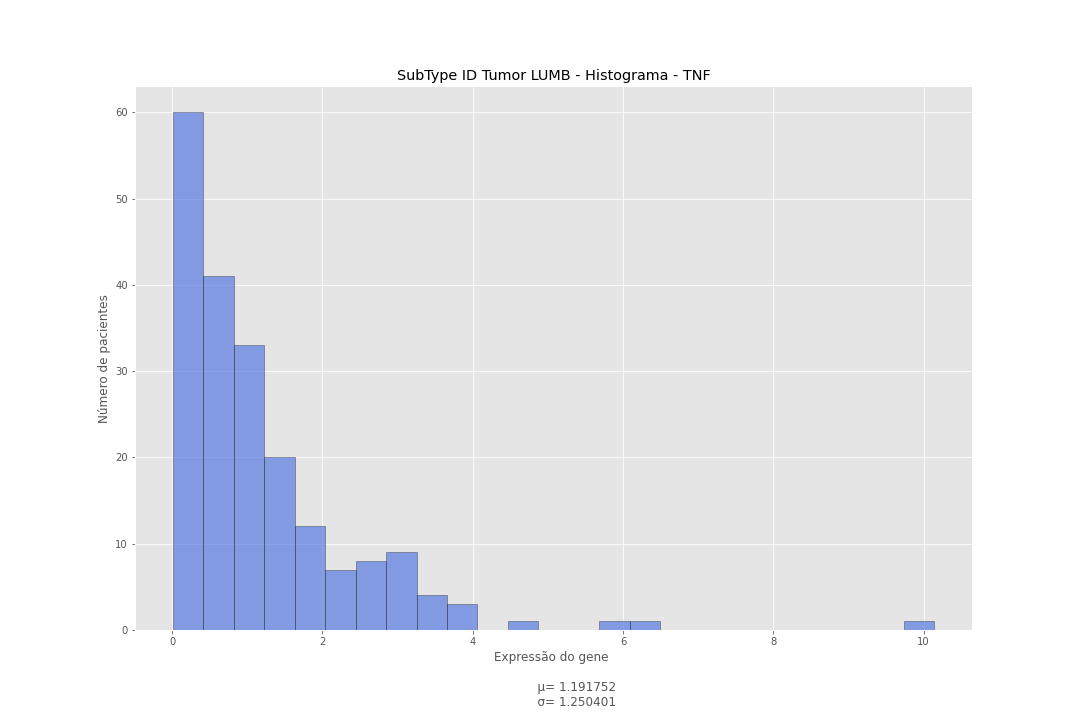 SubType ID Tumor LUMB - Histograma - TNF
60
50
40
30
20
10
0
Número de pacientes
0 2 4 6 8 10
Expressão do gene
μ= 1.191752
σ= 1.250401